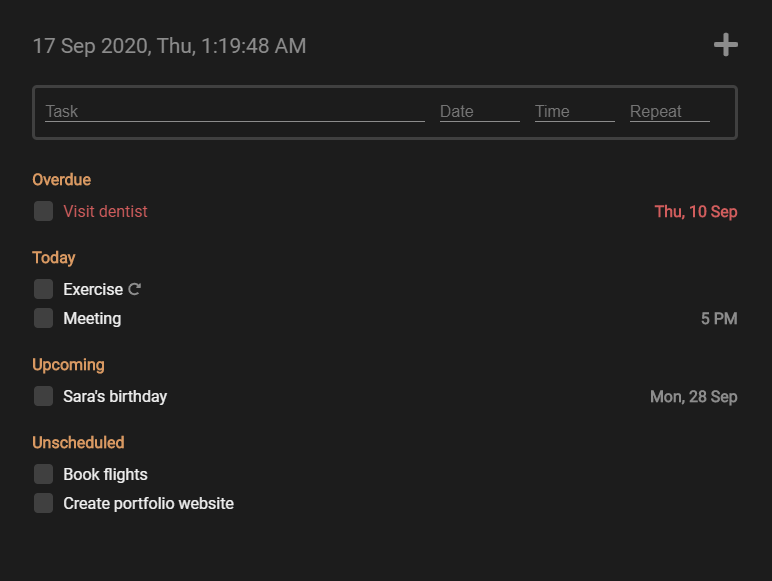 17 Sep 2020, Thu, 1:19:48 AM
Task Date Time Repeat
Overdue
Visit dentist Thu, 10 Sep
Today
Exercise
Meeting 5 PM
Upcoming
Sara's birthday Mon, 28 Sep
Unscheduled
Book flights
Create portfolio website